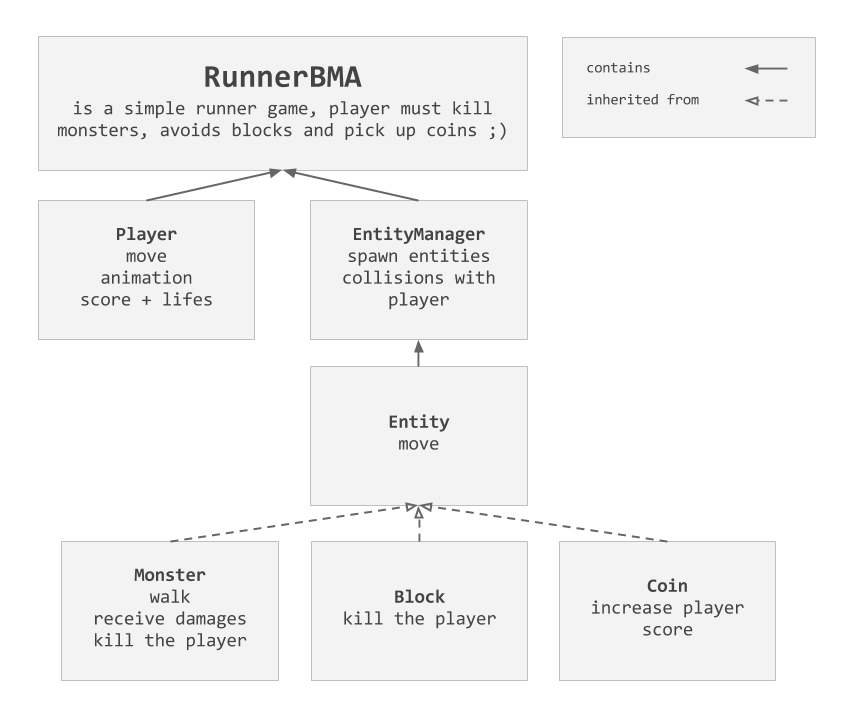 RunnerBMA
is a simple runner game, player must kill
monsters, avoids blocks and pick up coins ;)
contains
inherited from
Player
move
animation
score + lifes
EntityManager
spawn entities
collisions with
player
Entity
move
Monster
walk
receive damages
kill the player
Block
kill the player
Coin
increase player
score